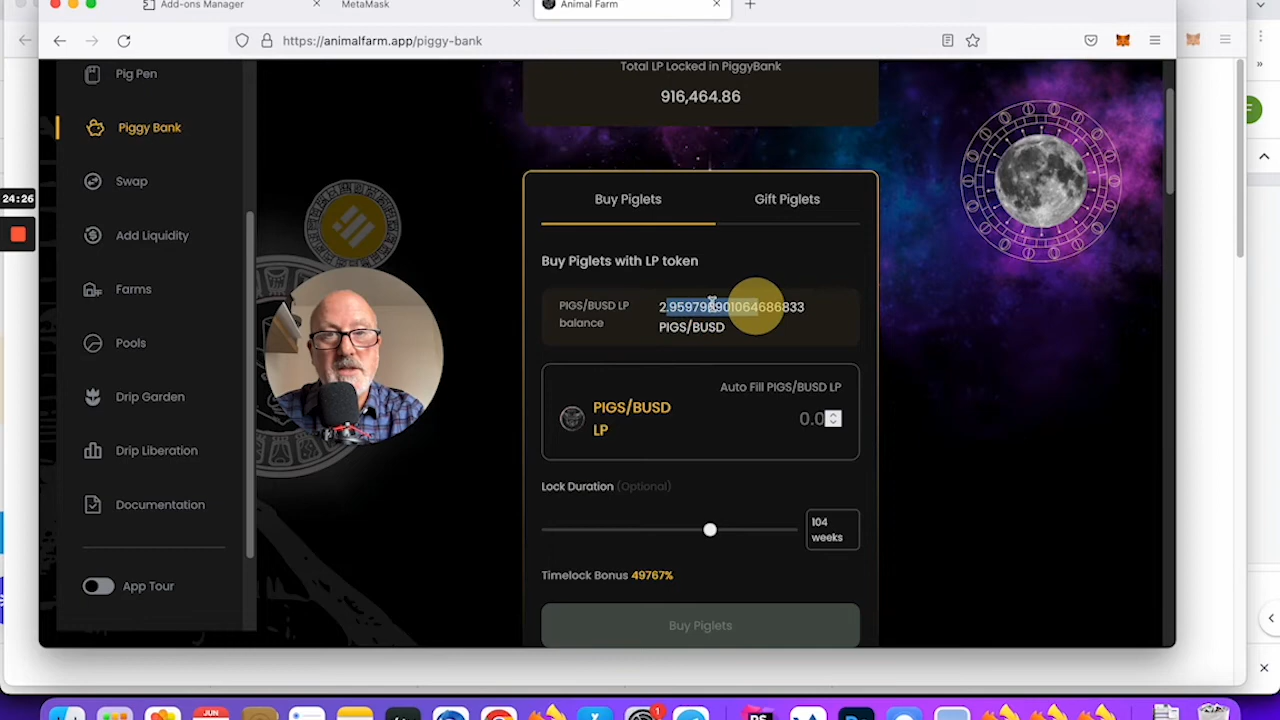 Add-ons Manager
MetaMask
Animal Farm
https://animalfarm.app/piggy-bank
Pig Pen
Piggy Bank
Swap
Add Liquidity
Farms
Pools
Drip Garden
Drip Liberation
Documentation
App Tour
24:26
Total LP Locked in PiggyBank
916,464.86
Buy Piglets
Gift Piglets
Buy Piglets with LP token
PIGS/BUSD LP
balance
PIGS/BUSD
Auto Fill PIGS/BUSD LP
PIGS/BUSD
LP
0.0
Lock Duration (Optional)
104
weeks
Timelock Bonus 49767%
Buy Piglets
JUN
1